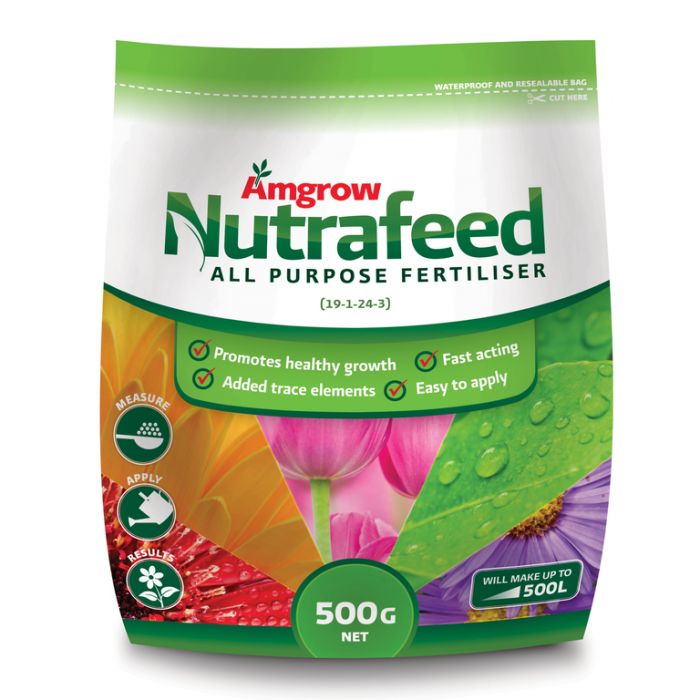 WATERPROOF AND RESEALABLE BAG
CUT HERE
Amgrow
Nutrafeed
ALL PURPOSE FERTILISER
(19-1-24-3)
Promotes healthy growth
Fast acting
Added trace elements
Easy to apply
MEASURE
APPLY
RESULTS
WILL MAKE UP TO
500L
500G
NET